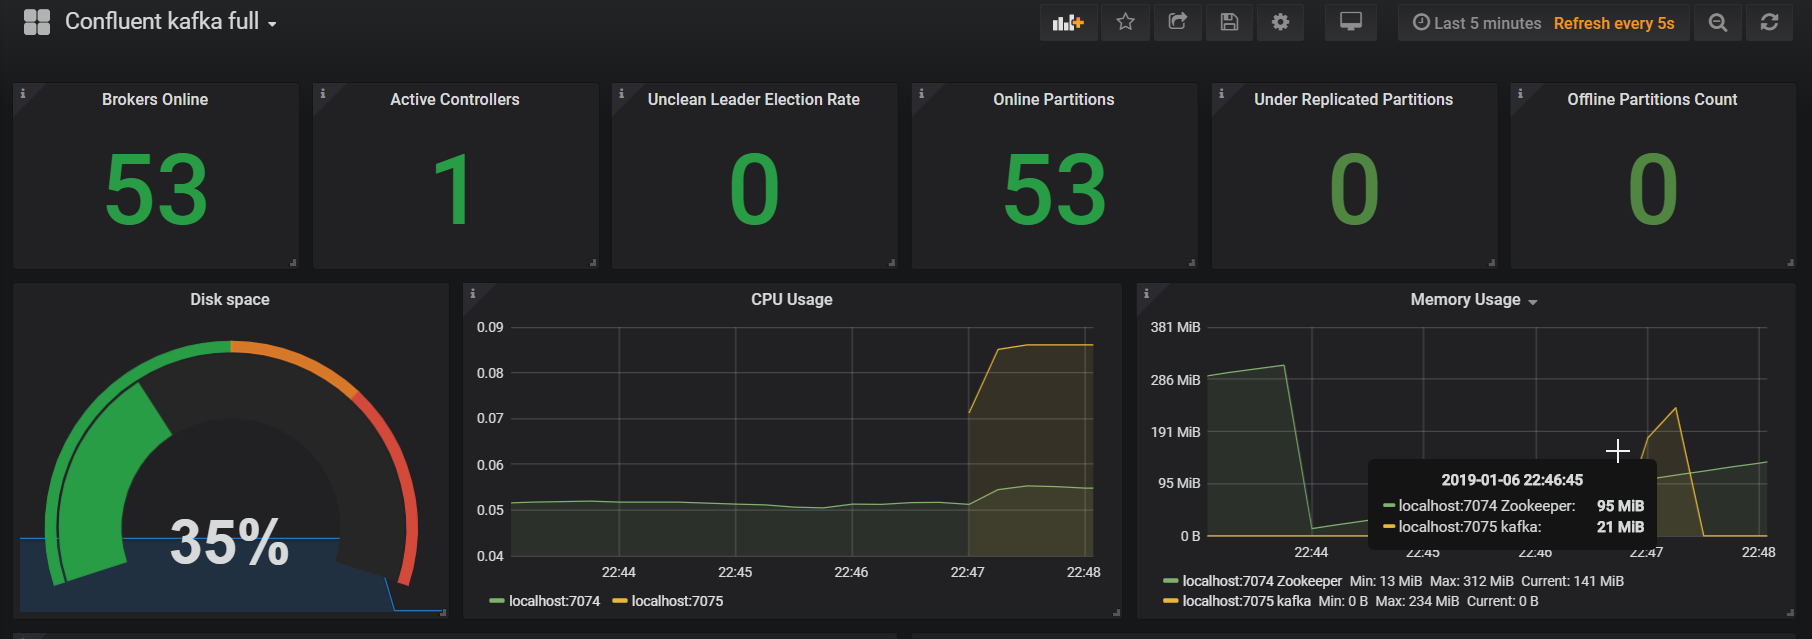 Confluent kafka full
Last 5 minutes Refresh every 5s
Brokers Online
53
Active Controllers
1
Unclean Leader Election Rate
0
Online Partitions
53
Under Replicated Partitions
0
Offline Partitions Count
0
Disk space
35%
CPU Usage
0.09
0.08
0.07
0.06
0.05
0.04
22:44 22:45 22:46 22:47 22:48
localhost:7074 localhost:7075
Memory Usage
381 MiB
286 MiB
191 MiB
95 MiB
0 B
2019-01-06 22:46:45
localhost:7074 Zookeeper: 95 MiB
localhost:7075 kafka: 21 MiB
22:44 22:45 22:46 22:47 22:48
localhost:7074 Zookeeper Min: 13 MiB Max: 312 MiB Current: 141 MiB
localhost:7075 kafka Min: 0 B Max: 234 MiB Current: 0 B